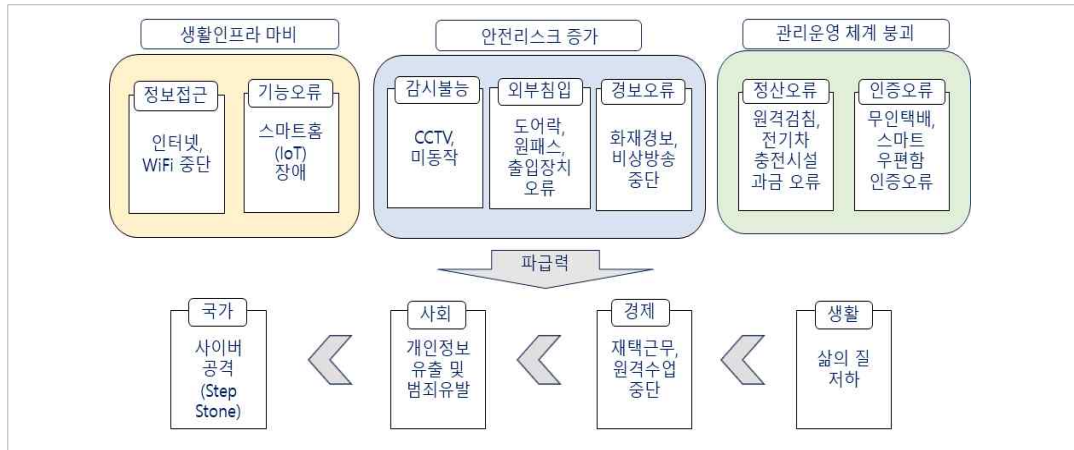 생활인프라 마비
안전리스크 증가
관리운영 체계 붕괴
정보접근
인터넷,
WiFi 중단
기능오류
스마트홈
(IoT)
장애
감시불능
CCTV,
미동작
외부침입
도어락,
원패스,
출입장치
오류
경보오류
화재경보,
비상방송
중단
정산오류
원격검침,
전기차
충전시설
과금 오류
인증오류
무인택배,
스마트
우편함
인증오류
파급력
국가
사이버
공격
(Step
Stone)
사회
개인정보
유출 및
범죄유발
경제
재택근무,
원격수업
중단
생활
삶의 질
저하